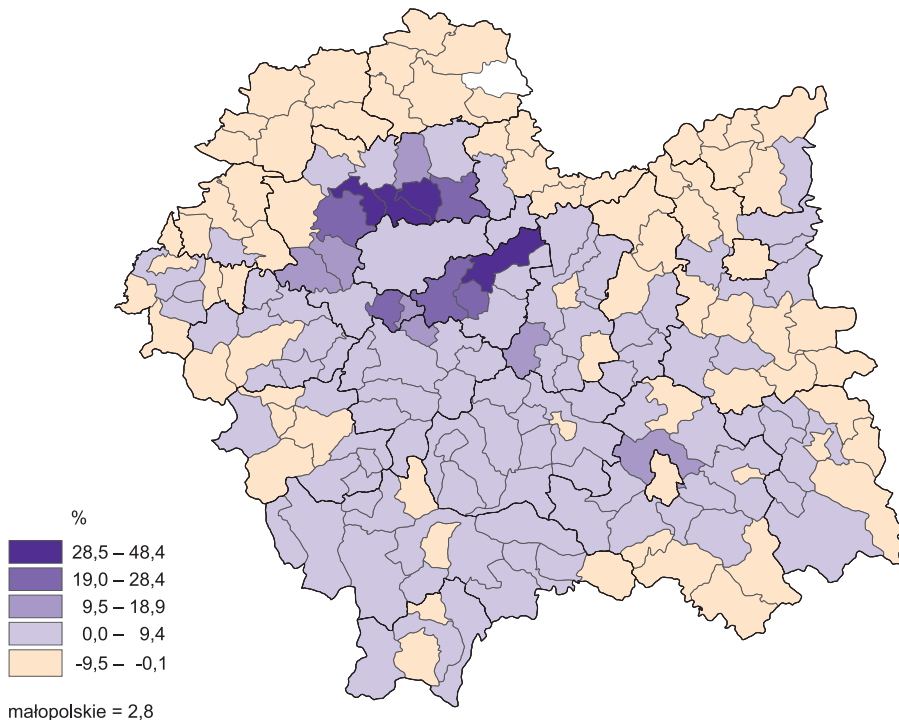 %
28,5 – 48,4
19,0 – 28,4
9,5 – 18,9
0,0 – 9,4
-9,5 – -0,1
małopolskie = 2,8